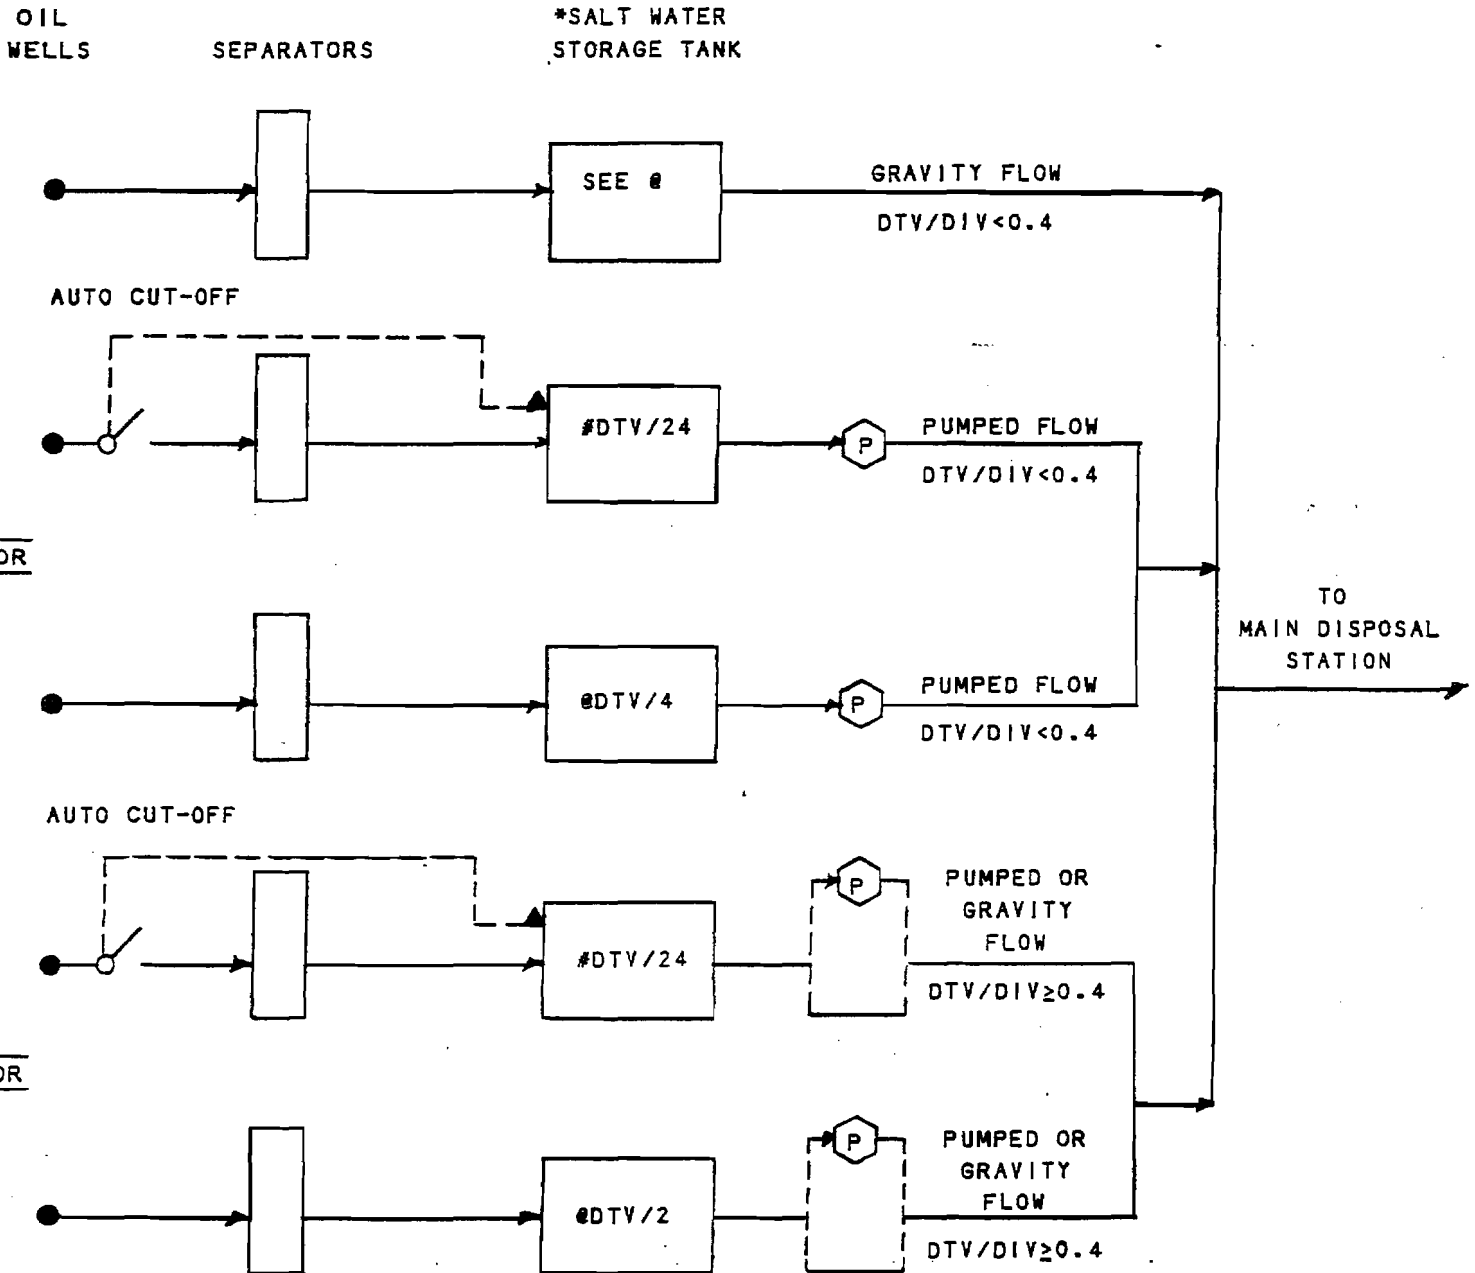 OIL
WELLS
SEPARATORS
*SALT WATER
STORAGE TANK
SEE @
GRAVITY FLOW
DTV/DIV<0.4
AUTO CUT-OFF
#DTV/24
P
PUMPED FLOW
DTV/DIV<0.4
OR
@DTV/4
P
PUMPED FLOW
DTV/DIV<0.4
TO
MAIN DISPOSAL
STATION
AUTO CUT-OFF
#DTV/24
P
PUMPED OR
GRAVITY
FLOW
DTV/DIV≥0.4
OR
@DTV/2
P
PUMPED OR
GRAVITY
FLOW
DTV/DIV≥0.4